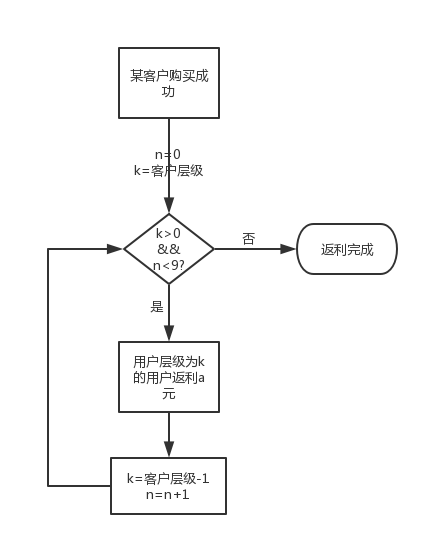 某客户购买成
功
n=0
k=客户层级
k>0
&&
n<9?
否
返利完成
是
用户层级为k
的用户返利a
元
k=客户层级-1
n=n+1